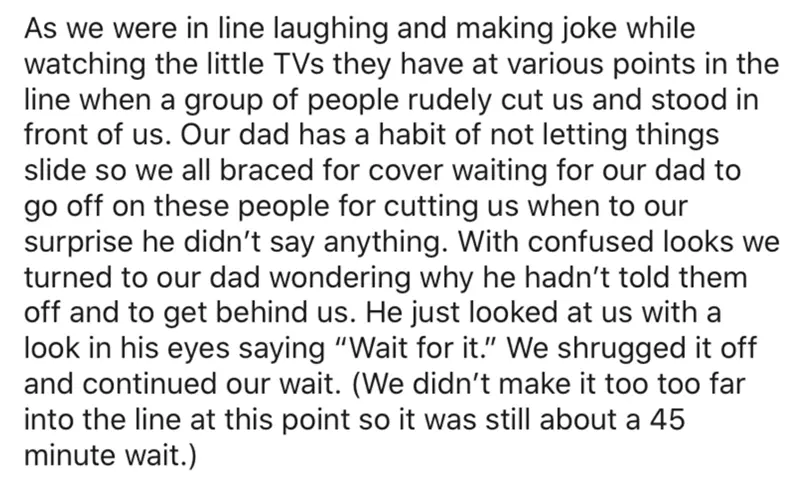 As we were in line laughing and making joke while
watching the little TVs they have at various points in the
line when a group of people rudely cut us and stood in
front of us. Our dad has a habit of not letting things
slide so we all braced for cover waiting for our dad to
go off on these people for cutting us when to our
surprise he didn’t say anything. With confused looks we
turned to our dad wondering why he hadn’t told them
off and to get behind us. He just looked at us with a
look in his eyes saying “Wait for it.” We shrugged it off
and continued our wait. (We didn’t make it too too far
into the line at this point so it was still about a 45
minute wait.)